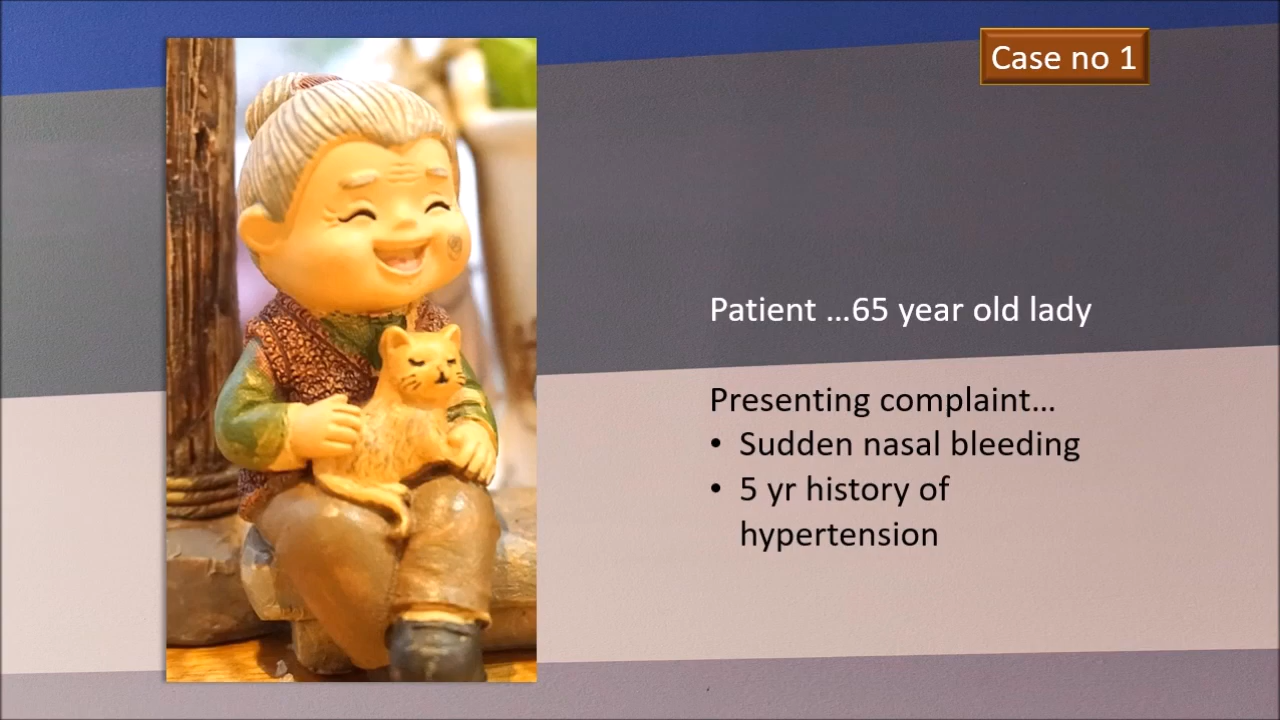 Case no 1
Patient …65 year old lady
Presenting complaint…
• Sudden nasal bleeding
• 5 yr history of
hypertension